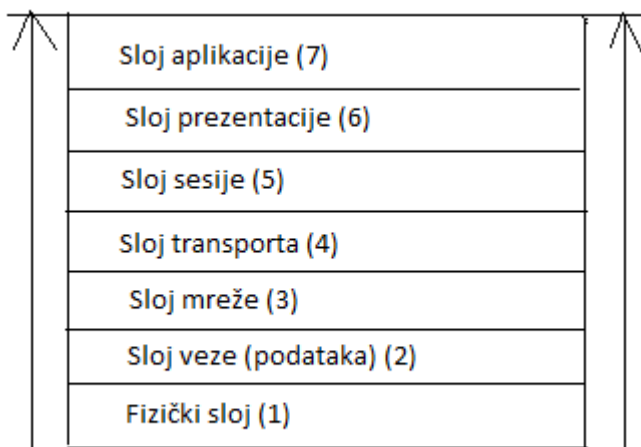 Sloj aplikacije (7)
Sloj prezentacije (6)
Sloj sesije (5)
Sloj transporta (4)
Sloj mreže (3)
Sloj veze (podataka) (2)
Fizički sloj (1)